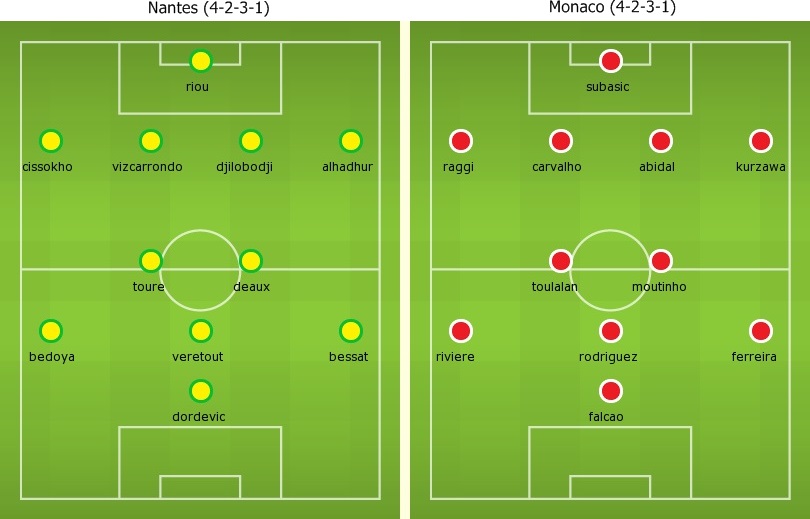 Nantes (4-2-3-1)
riou
cissokho vizcarrondo djilobodji alhadhur
toure deaux
bedoya veretout bessat
dordevic
Monaco (4-2-3-1)
subasic
raggi carvalho abidal kurzawa
toulalan moutinho
riviere rodriguez ferreira
falcao